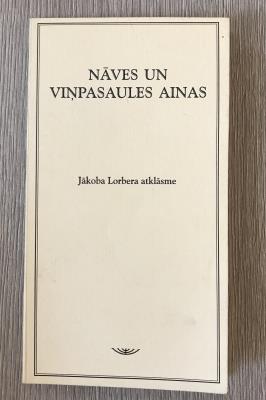 NĀVES UN
VIŅPASAULES AINAS
Jākoba Lorbera atklāsme